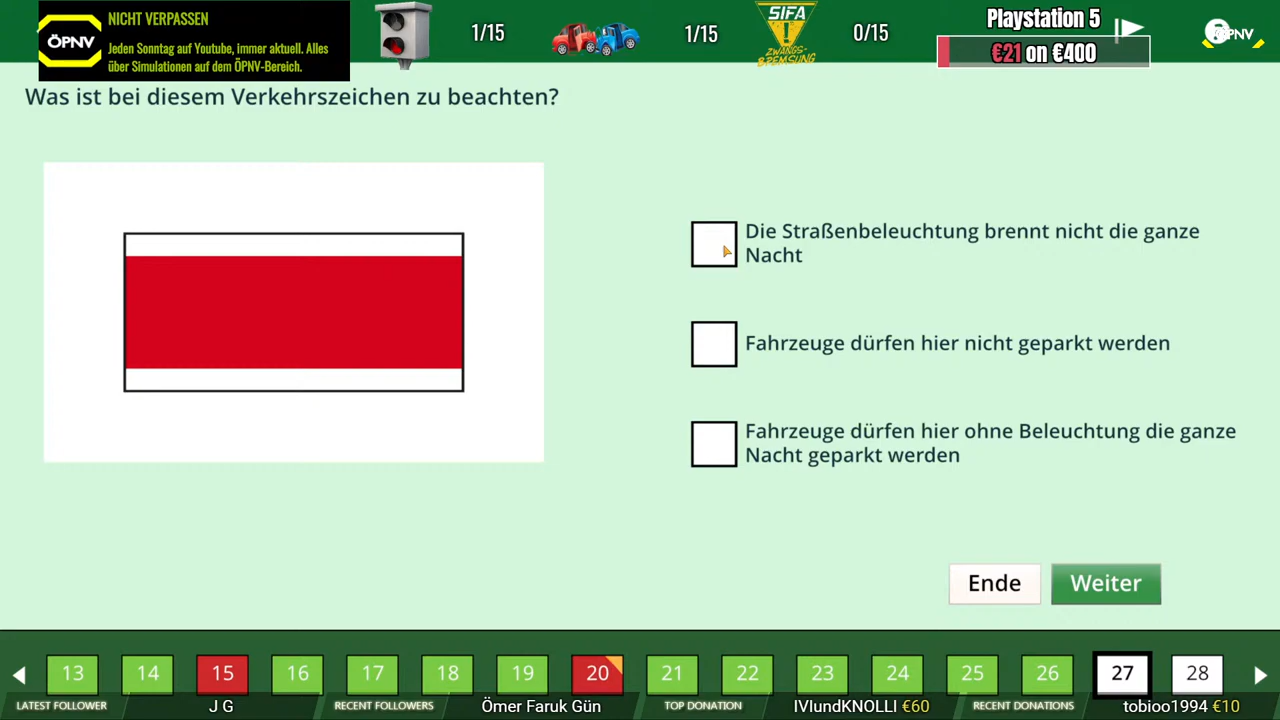 NICHT VERPASSEN
ÖPNV
Jeden Sonntag auf Youtube, immer aktuell. Alles
über Simulationen auf dem ÖPNV-Bereich.
1/15
1/15
SIFA
!
ZWANGS-
BREMSUNG
0/15
Playstation 5
€21 on €400
ÖPNV
Was ist bei diesem Verkehrszeichen zu beachten?
Die Straßenbeleuchtung brennt nicht die ganze
Nacht
Fahrzeuge dürfen hier nicht geparkt werden
Fahrzeuge dürfen hier ohne Beleuchtung die ganze
Nacht geparkt werden
Ende
Weiter
13 14 15 16 17 18 19 20 21 22 23 24 25 26 27 28
LATEST FOLLOWER J G RECENT FOLLOWERS Ömer Faruk Gün TOP DONATION IVIundKNOLLI €60 RECENT DONATIONS tobioo1994 €10